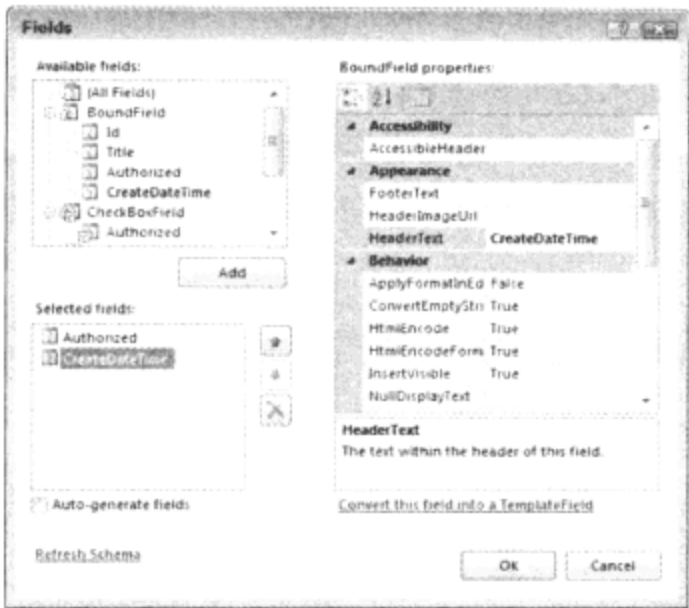 Fields
Available fields:
(All Fields)
BoundField
Id
Title
Authorized
CreateDateTime
CheckBoxField
Authorized
Add
Selected fields:
Authorized
CreateDateTime
Auto-generate fields
Refresh Schema
BoundField properties:
Accessibility
AccessibleHeader
Appearance
FooterText
HeaderImageUrl
HeaderText CreateDateTime
Behavior
ApplyFormatInEd False
ConvertEmptyStri True
HtmlEncode True
HtmlEncodeForm True
InsertVisible True
NullDisplayText
HeaderText
The text within the header of this field.
Convert this field into a TemplateField
OK Cancel